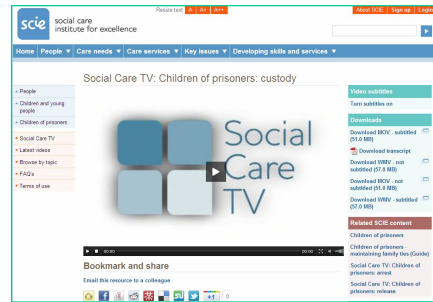 Resize text A A+ A++
About SCIE Sign up Login
scie social care
institute for excellence
Home People Care needs Care services Key issues Developing skills and services
Social Care TV: Children of prisoners: custody
People
Children and young
people
Children of prisoners
Social Care TV
Latest videos
Browse by topic
FAQ's
Terms of use
Social
Care
TV
00:00 00:00
Bookmark and share
Email this resource to a colleague
+1 0
Video subtitles
Turn subtitles on
Downloads
Download MOV - subtitled
(51.0 MB)
Download transcript
Download WMV - not
subtitled (57.0 MB)
Download MOV - not
subtitled (51.0 MB)
Download WMV - subtitled
(57.0 MB)
Related SCIE content
Children of prisoners
Children of prisoners -
maintaining family ties (Guide)
Social Care TV: Children of
prisoners: arrest
Social Care TV: Children of
prisoners: release